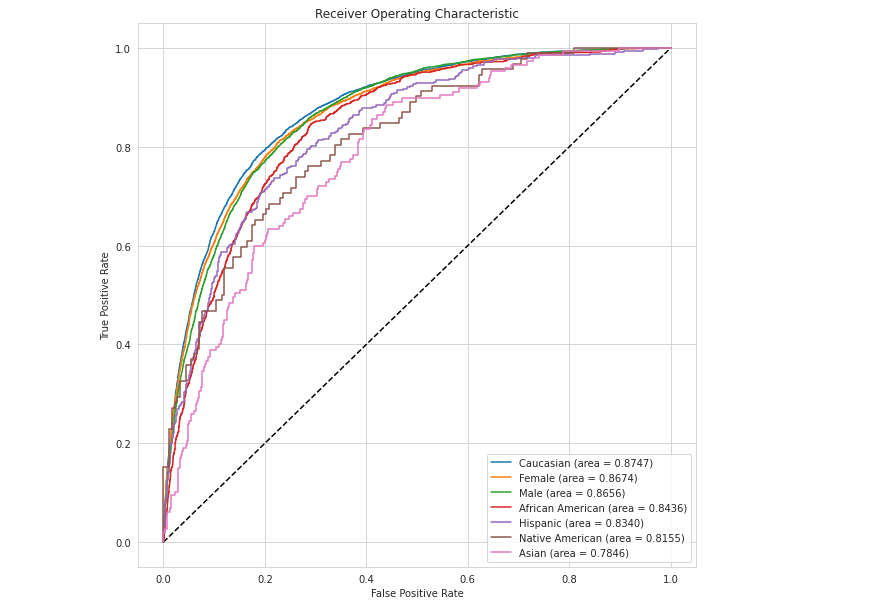 Receiver Operating Characteristic
True Positive Rate
1.0
0.8
0.6
0.4
0.2
0.0
Caucasian (area = 0.8747)
Female (area = 0.8674)
Male (area = 0.8656)
African American (area = 0.8436)
Hispanic (area = 0.8340)
Native American (area = 0.8155)
Asian (area = 0.7846)
0.0 0.2 0.4 0.6 0.8 1.0
False Positive Rate